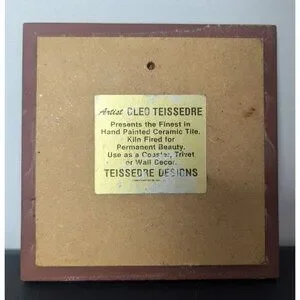 Artist CLEO TEISSEDRE
Presents the Finest in
Hand Painted Ceramic Tile.
Kiln Fired for
Permanent Beauty.
Use as a Coaster, Trivet
or Wall Decor.
TEISSEDRE DESIGNS